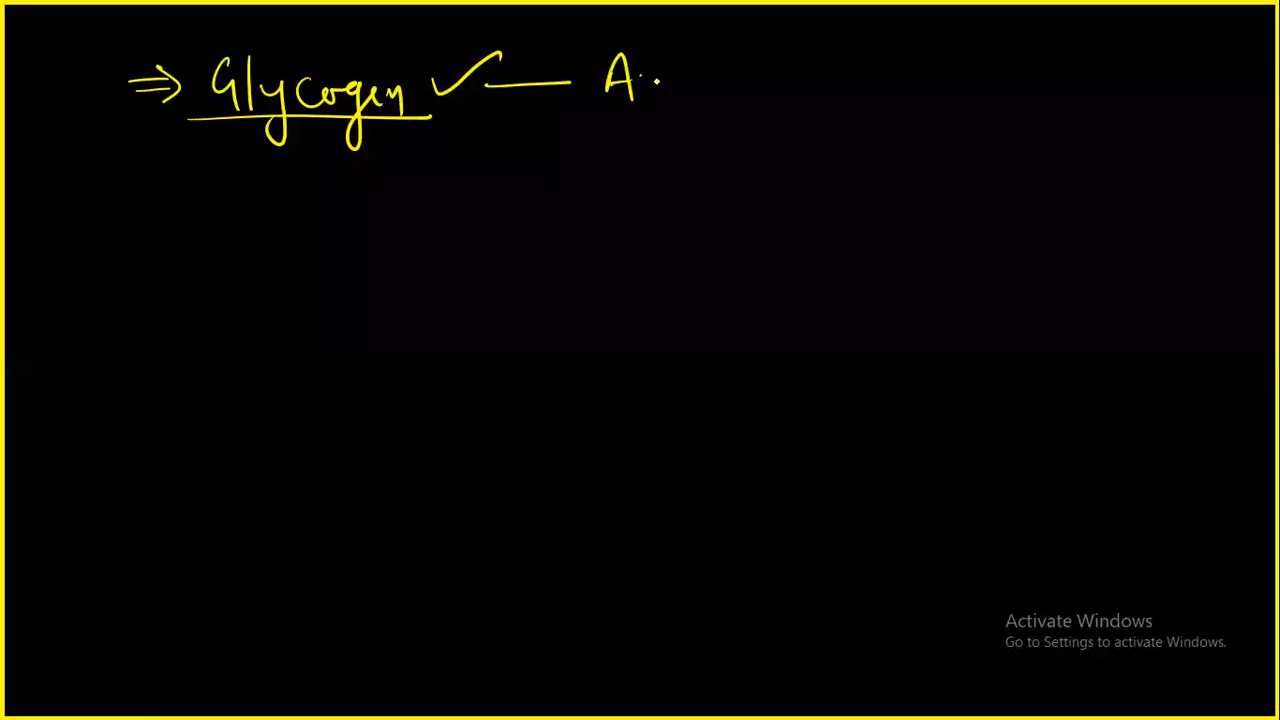 ⇒ Glycogen ✓— A.
Activate Windows
Go to Settings to activate Windows.